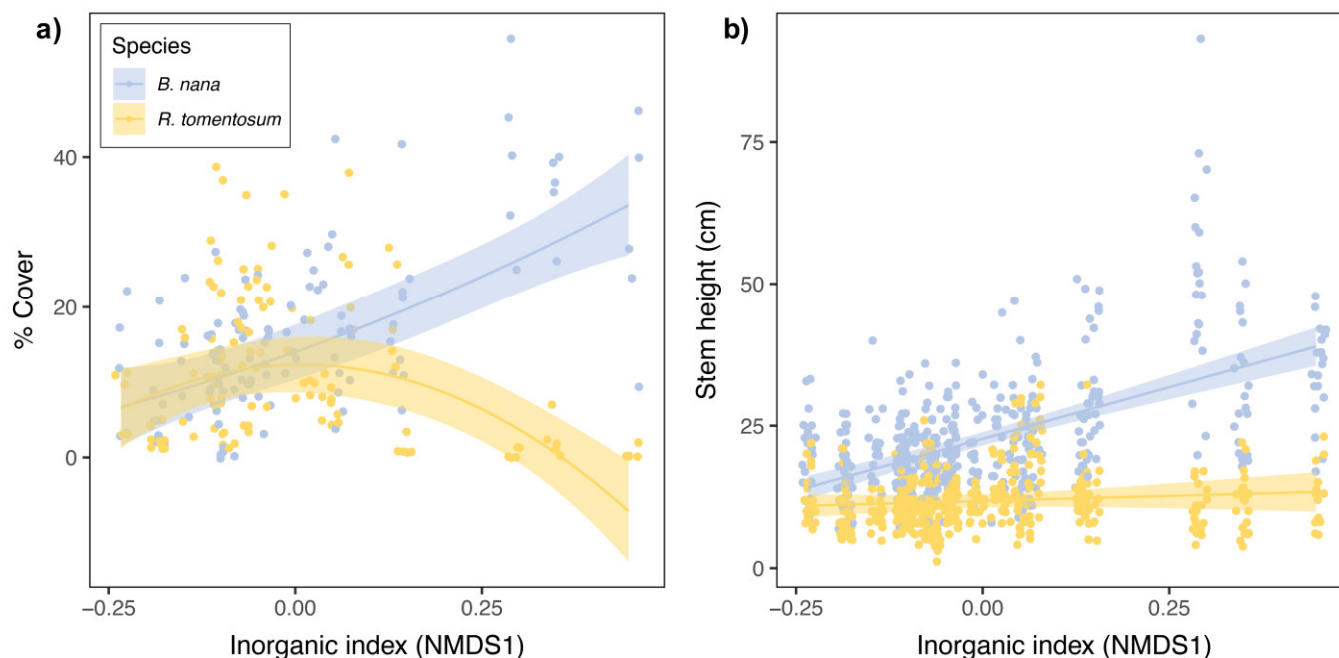 a)
Species
B. nana
R. tomentosum
% Cover
40
20
0
−0.25
0.00
0.25
Inorganic index (NMDS1)
b)
Stem height (cm)
75
50
25
0
−0.25
0.00
0.25
Inorganic index (NMDS1)